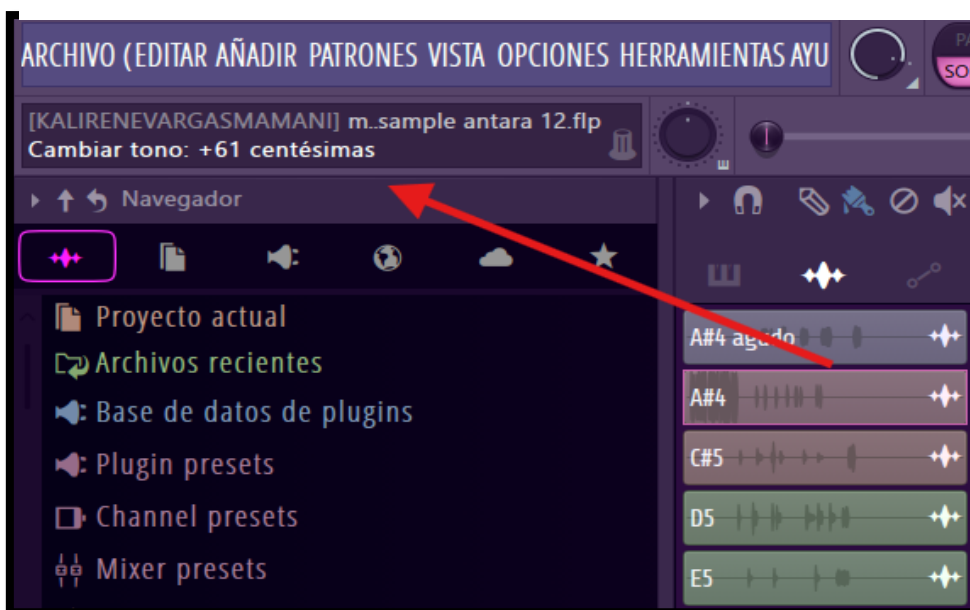 ARCHIVO (EDITAR AÑADIR PATRONES VISTA OPCIONES HERRAMIENTAS AYU
PA
SO
[KALIRENEVARGASMAMANI] m..sample antara 12.flp
Cambiar tono: +61 centésimas
Navegador
Proyecto actual
Archivos recientes
Base de datos de plugins
Plugin presets
Channel presets
Mixer presets
A#4 agudo
A#4
C#5
D5
E5